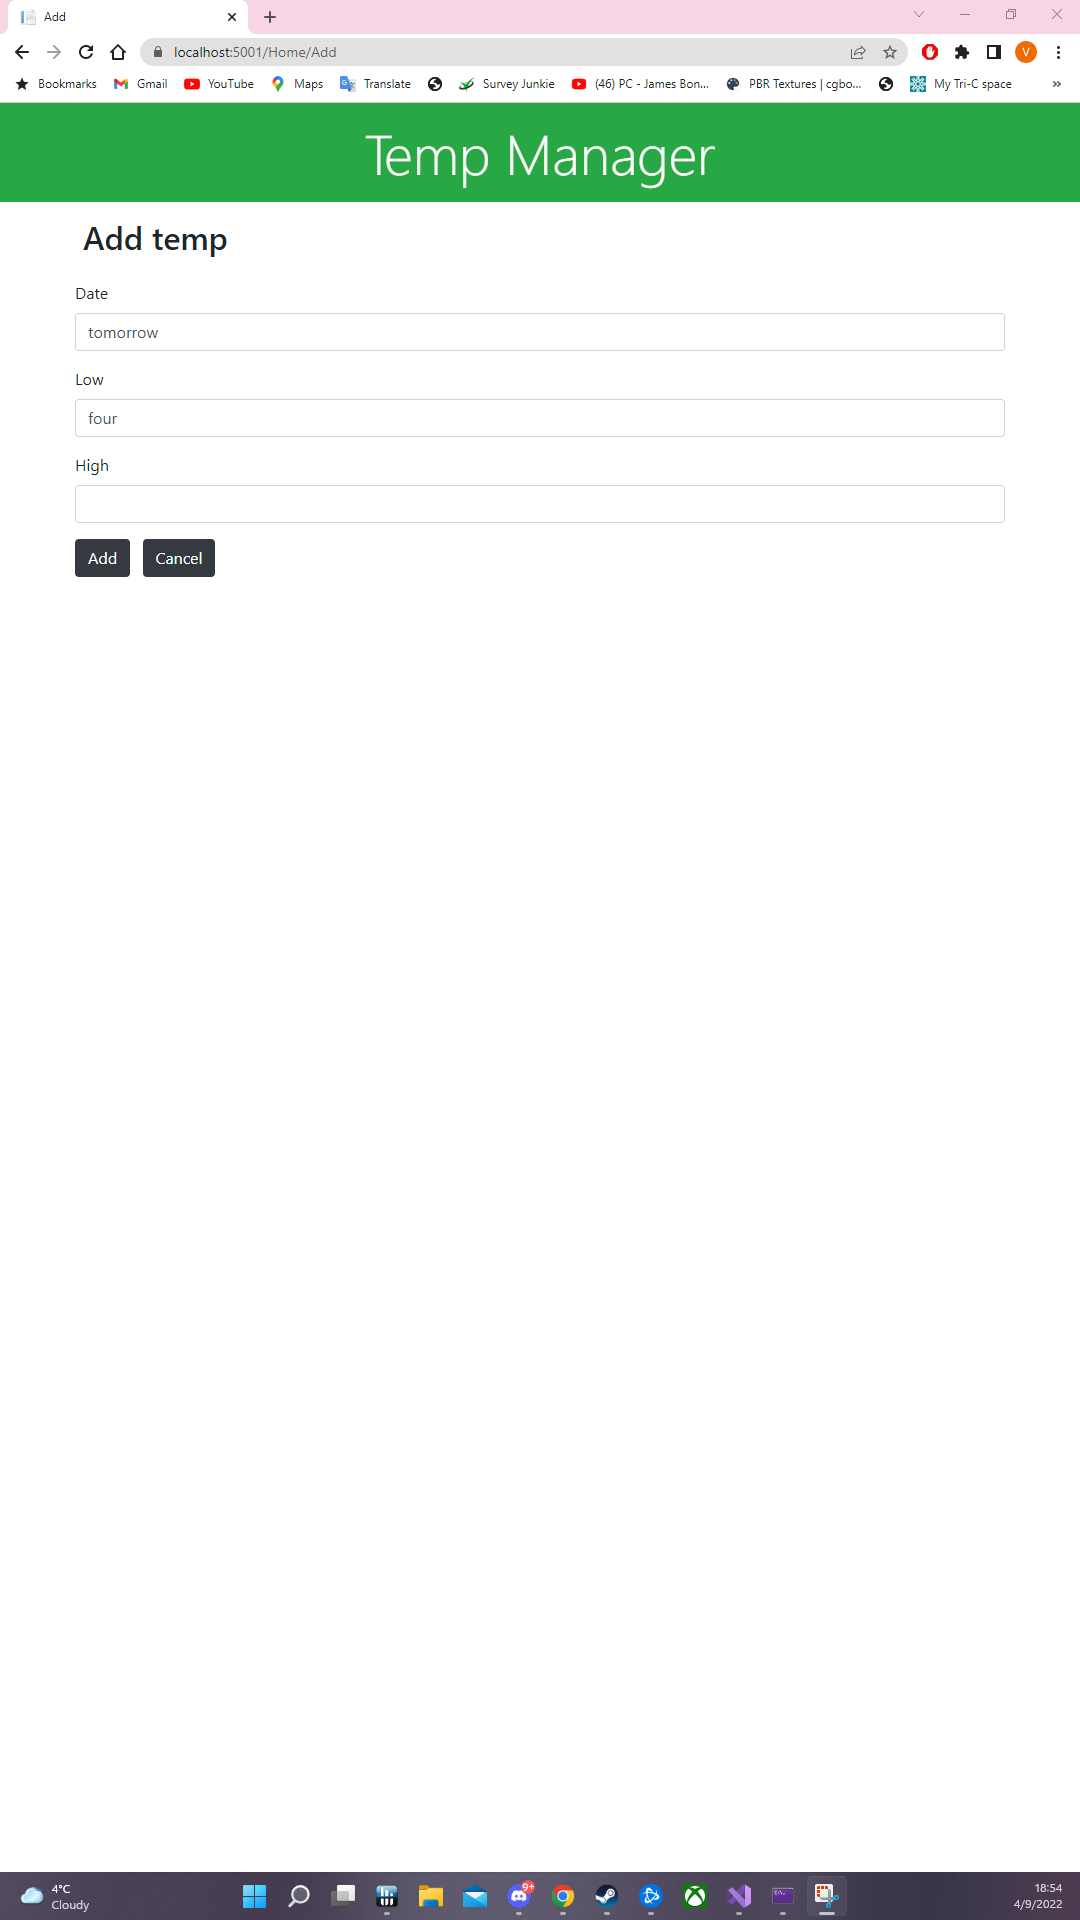 Add
localhost:5001/Home/Add
V
Bookmarks Gmail YouTube Maps Translate Survey Junkie (46) PC - James Bon... PBR Textures | cgbo... My Tri-C space »
Temp Manager
Add temp
Date
tomorrow
Low
four
High
Add Cancel
4°C
Cloudy
9+
18:54
4/9/2022